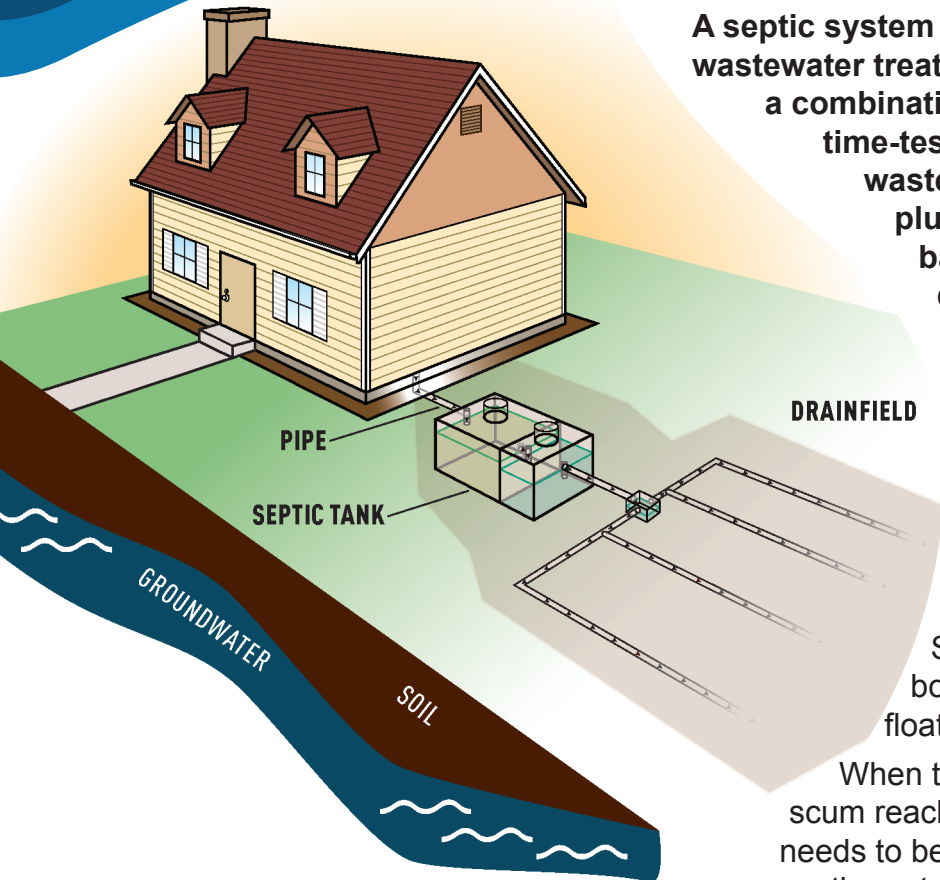 A septic system
wastewater treat
a combinati
time-tes
waste
plu
ba
DRAINFIELD
PIPE
SEPTIC TANK
GROUNDWATER
SOIL
S
bo
float
When t
scum reach
needs to be